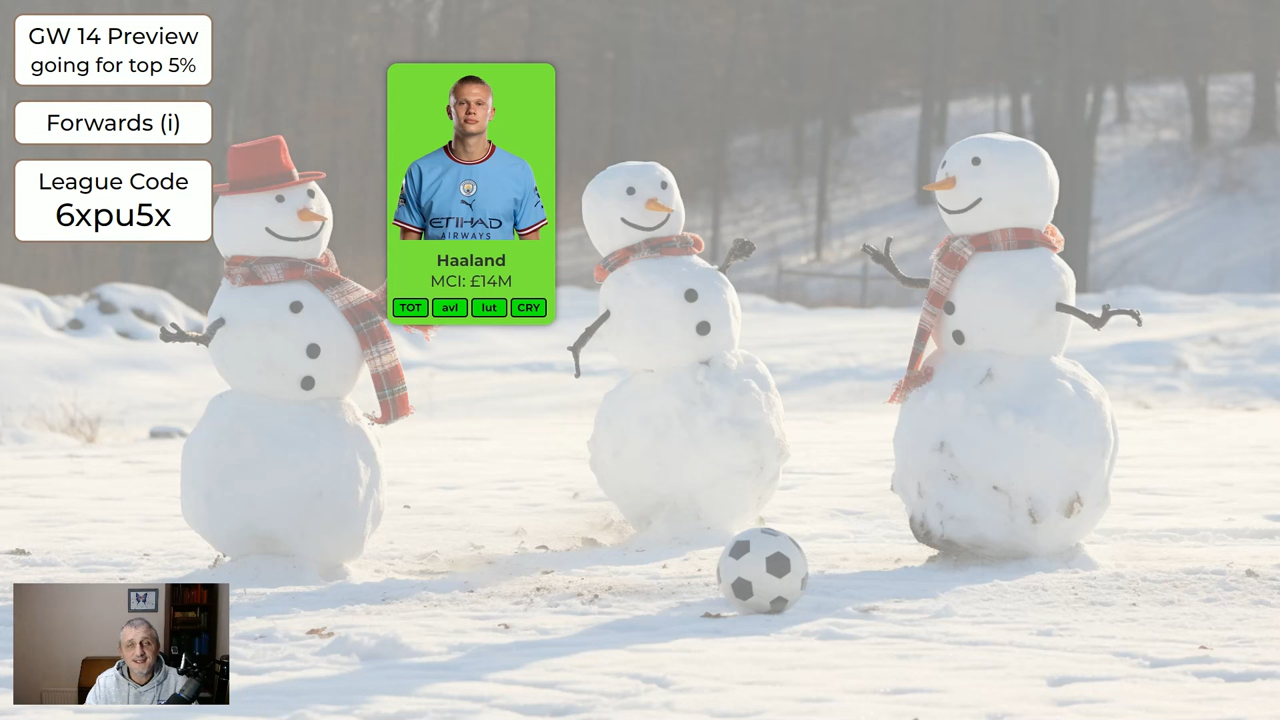 GW 14 Preview
going for top 5%
Forwards (i)
League Code
6xpu5x
ETIHAD
AIRWAYS
Haaland
MCI: £14M
TOT avl lut CRY